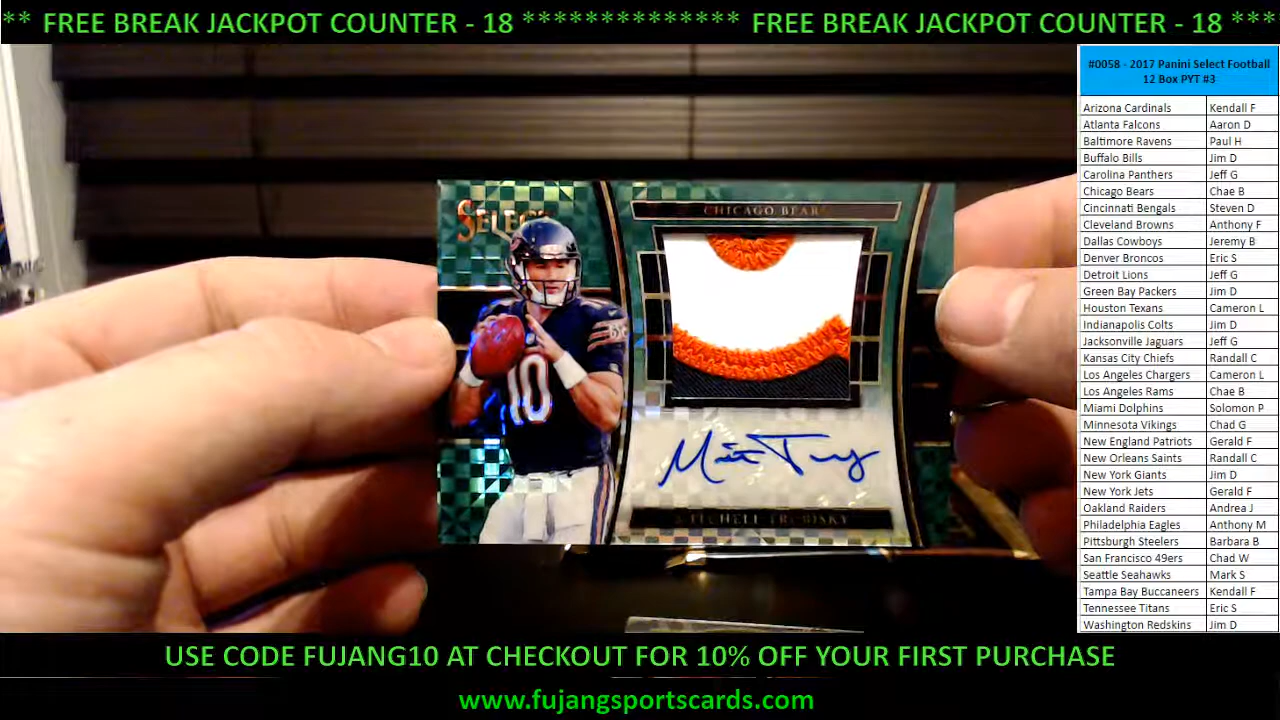 ** FREE BREAK JACKPOT COUNTER - 18 ************** FREE BREAK JACKPOT COUNTER - 18 ***
#0058 - 2017 Panini Select Football
12 Box PYT #3
Arizona Cardinals Kendall F
Atlanta Falcons Aaron D
Baltimore Ravens Paul H
Buffalo Bills Jim D
Carolina Panthers Jeff G
Chicago Bears Chae B
Cincinnati Bengals Steven D
Cleveland Browns Anthony F
Dallas Cowboys Jeremy B
Denver Broncos Eric S
Detroit Lions Jeff G
Green Bay Packers Jim D
Houston Texans Cameron L
Indianapolis Colts Jim D
Jacksonville Jaguars Jeff G
Kansas City Chiefs Randall C
Los Angeles Chargers Cameron L
Los Angeles Rams Chae B
Miami Dolphins Solomon P
Minnesota Vikings Chad G
New England Patriots Gerald F
New Orleans Saints Randall C
New York Giants Jim D
New York Jets Gerald F
Oakland Raiders Andrea J
Philadelphia Eagles Anthony M
Pittsburgh Steelers Barbara B
San Francisco 49ers Chad W
Seattle Seahawks Mark S
Tampa Bay Buccaneers Kendall F
Tennessee Titans Eric S
Washington Redskins Jim D
SELECT
CHICAGO BEARS
10
MITCHELL TRUBISKY
USE CODE FUJANG10 AT CHECKOUT FOR 10% OFF YOUR FIRST PURCHASE
www.fujangsportscards.com